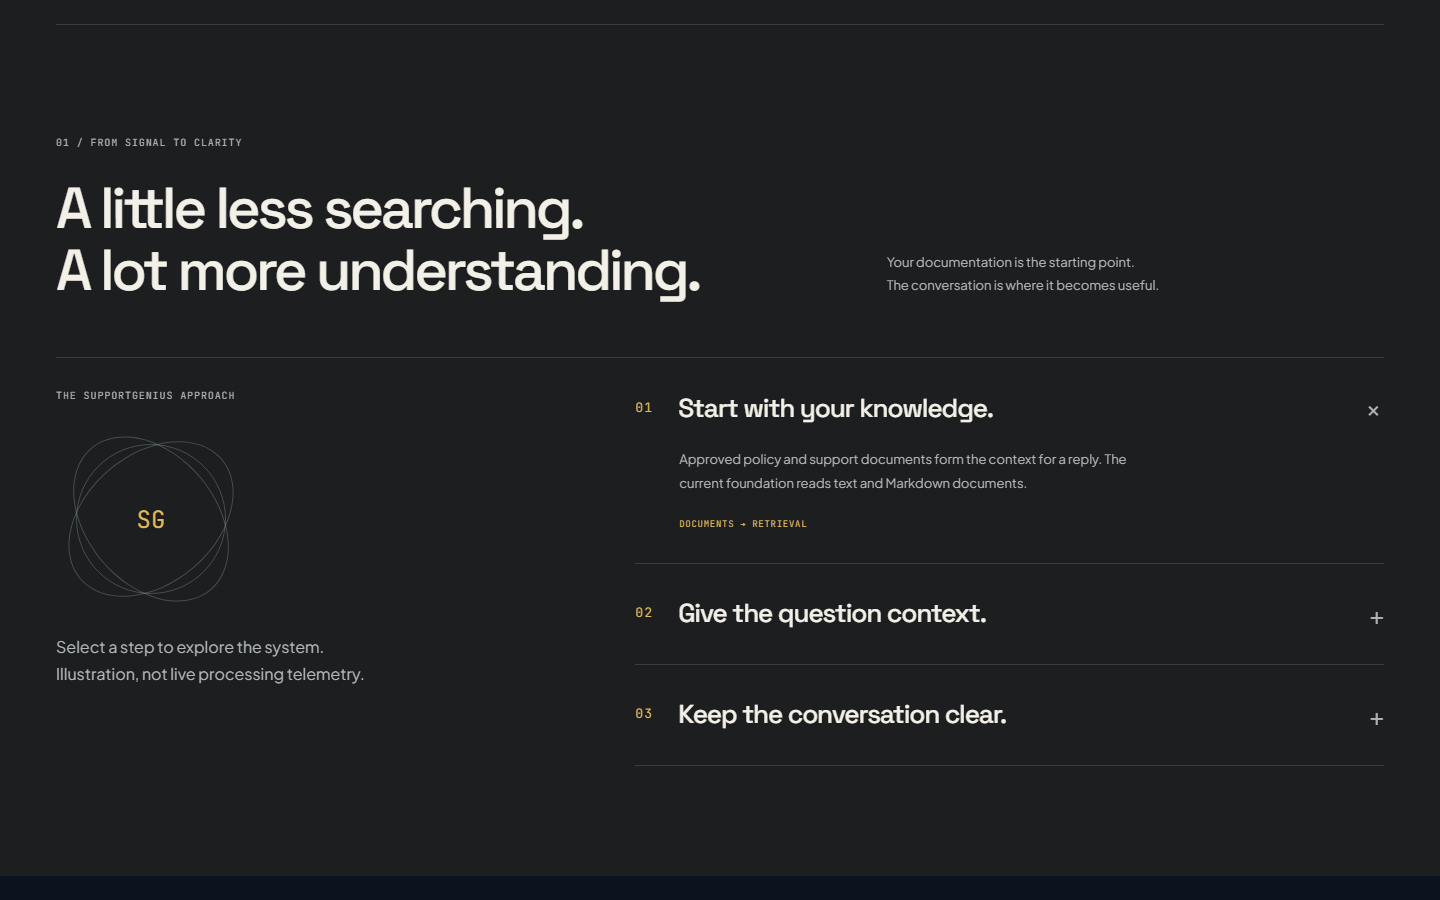 01 / FROM SIGNAL TO CLARITY
A little less searching.
A lot more understanding.
Your documentation is the starting point.
The conversation is where it becomes useful.
THE SUPPORTGENIUS APPROACH
SG
Select a step to explore the system.
Illustration, not live processing telemetry.
01 Start with your knowledge. ×
Approved policy and support documents form the context for a reply. The
current foundation reads text and Markdown documents.
DOCUMENTS → RETRIEVAL
02 Give the question context. +
03 Keep the conversation clear. +